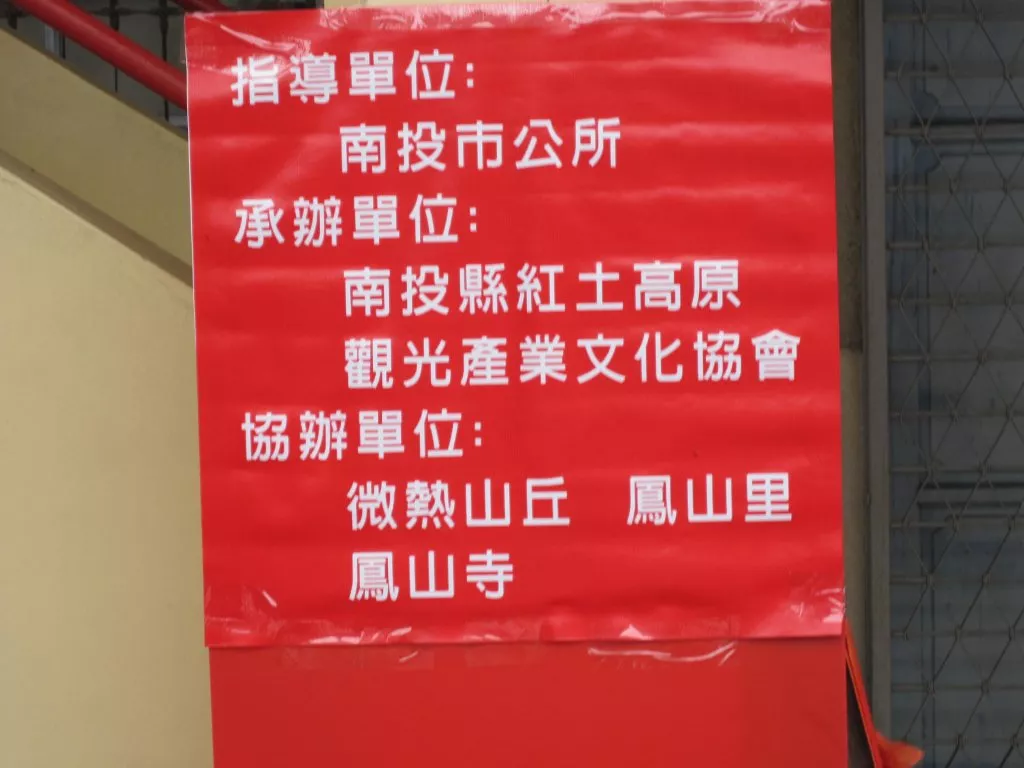 指導單位:
南投市公所
承辦單位:
南投縣紅土高原
觀光產業文化協會
協辦單位:
微熱山丘　鳳山里
鳳山寺